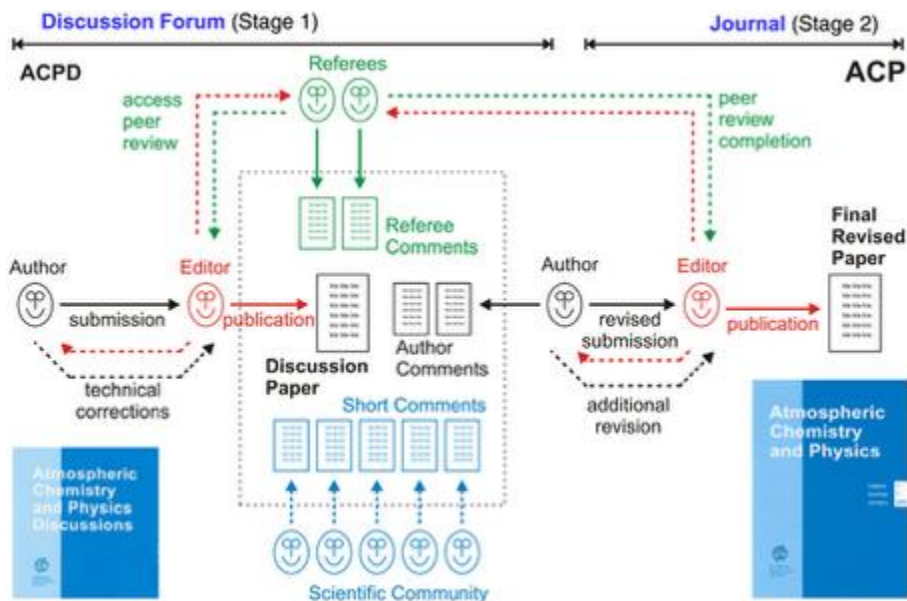 Discussion Forum (Stage 1)
Journal (Stage 2)
ACPD
Referees
ACP
access
peer
review
peer
review
completion
Referee
Comments
Final
Revised
Paper
Author
Editor
Author
Editor
submission
publication
revised
submission
publication
Discussion
Paper
Author
Comments
technical
corrections
additional
revision
Short Comments
Atmospheric
Chemistry
and Physics
Discussions
Atmospheric
Chemistry
and Physics
Scientific Community